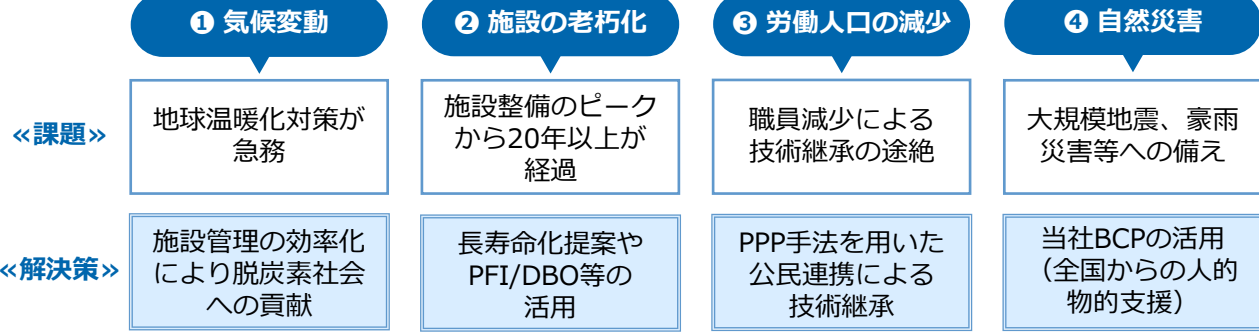 ❶ 気候変動
❷ 施設の老朽化
❸ 労働人口の減少
❹ 自然災害
≪課題≫
地球温暖化対策が
急務
施設整備のピーク
から20年以上が
経過
職員減少による
技術継承の途絶
大規模地震、豪雨
災害等への備え
≪解決策≫
施設管理の効率化
により脱炭素社会
への貢献
長寿命化提案や
PFI/DBO等の
活用
PPP手法を用いた
公民連携による
技術継承
当社BCPの活用
（全国からの人的
物的支援）